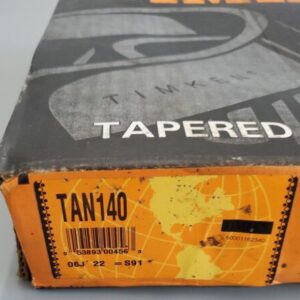 TIMKEN
TAPERED
TAN140
53893 00456
06J 22 - S91